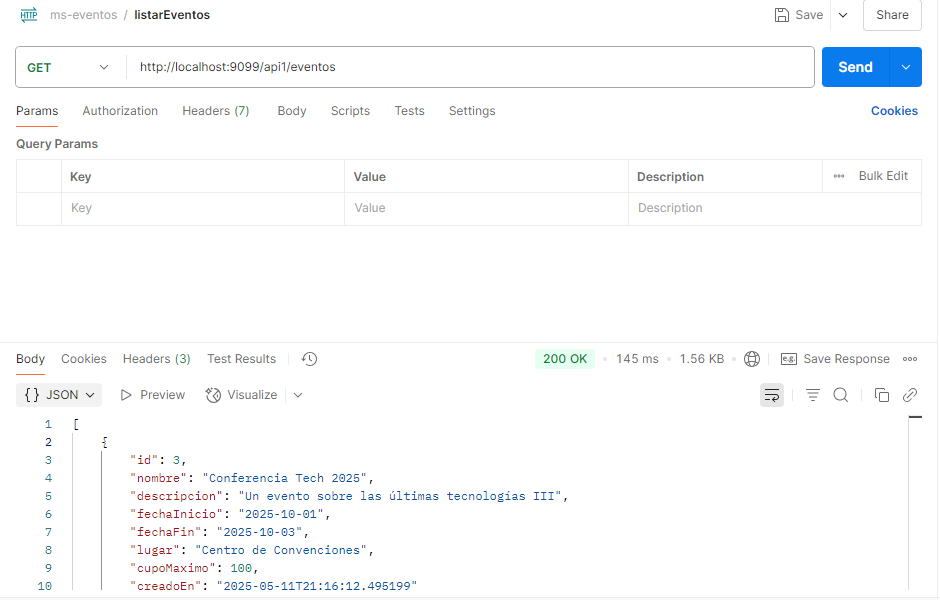 HTTP ms-eventos / listarEventos Save Share
GET http://localhost:9099/api1/eventos Send
Params Authorization Headers (7) Body Scripts Tests Settings Cookies
Query Params
Key Value Description ••• Bulk Edit
Key Value Description
Body Cookies Headers (3) Test Results 200 OK • 145 ms • 1.56 KB • e.g. Save Response •••
{} JSON Preview Visualize
1 [
2 {
3 "id": 3,
4 "nombre": "Conferencia Tech 2025",
5 "descripcion": "Un evento sobre las últimas tecnologías III",
6 "fechaInicio": "2025-10-01",
7 "fechaFin": "2025-10-03",
8 "lugar": "Centro de Convenciones",
9 "cupoMaximo": 100,
10 "creadoEn": "2025-05-11T21:16:12.495199"